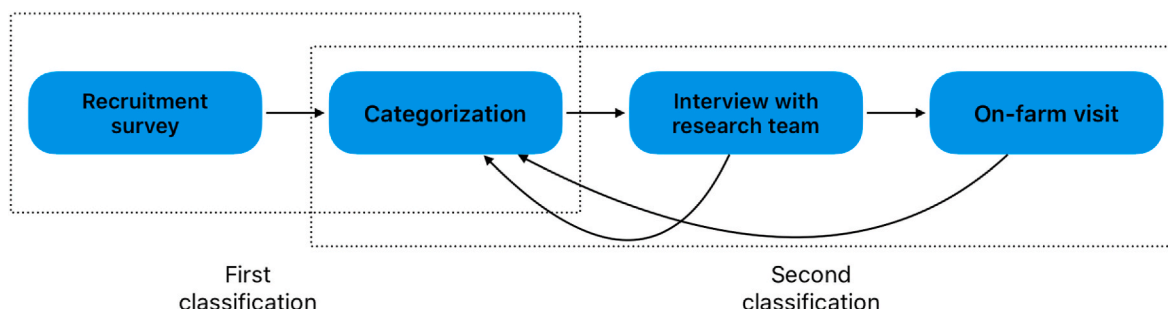 Recruitment
survey
Categorization
Interview with
research team
On-farm visit
First
classification
Second
classification